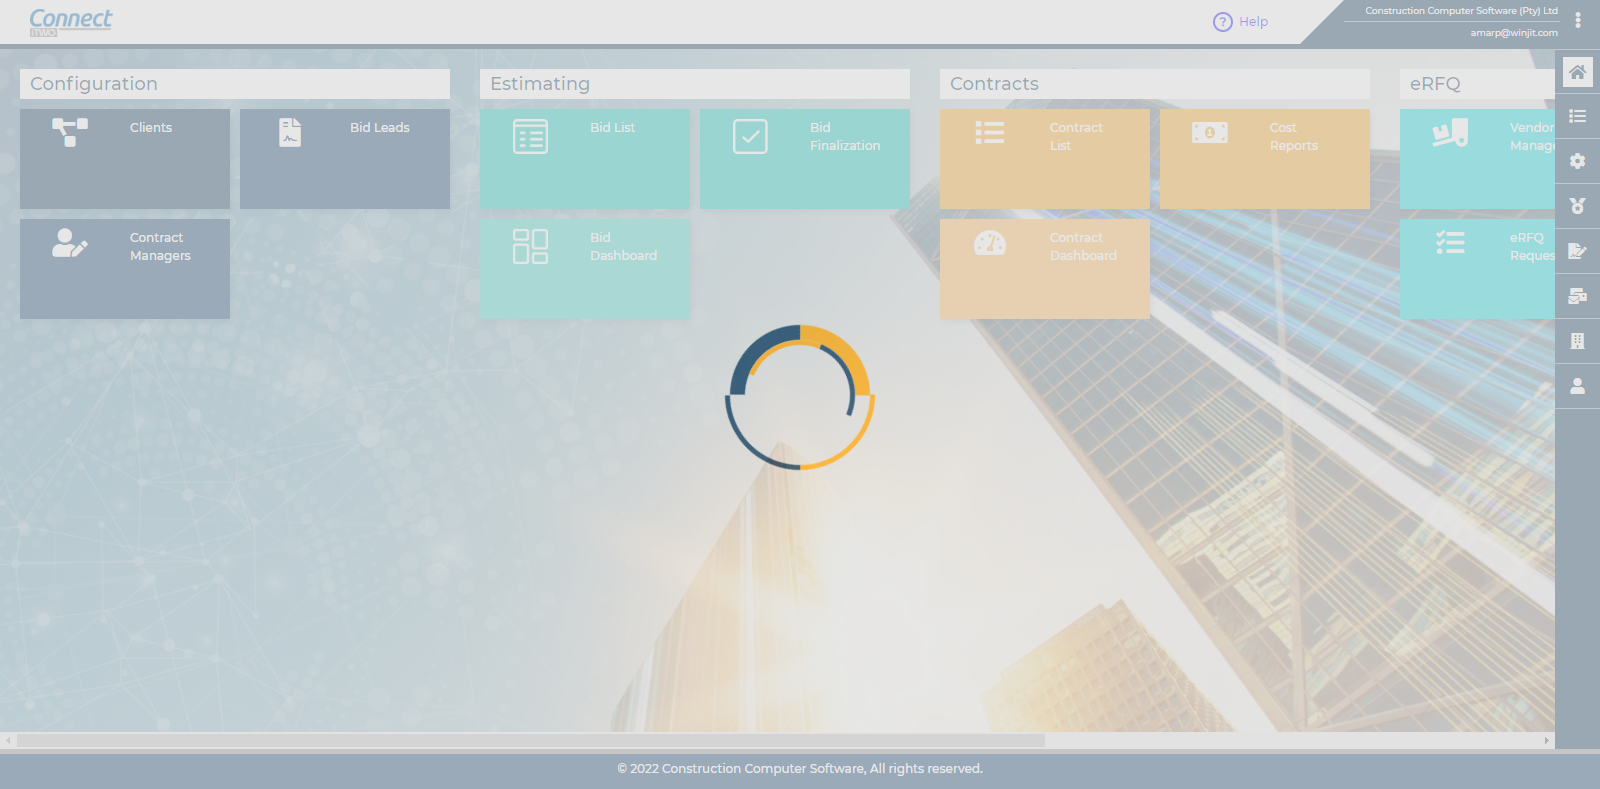 Connect
iTWO
? Help
Construction Computer Software (Pty) Ltd
amarp@winjit.com
Configuration
Clients
Bid Leads
Contract
Managers
Estimating
Bid List
Bid
Finalization
Bid
Dashboard
Contracts
Contract
List
1
Cost
Reports
Contract
Dashboard
eRFQ
Vendor
Manage
eRFQ
Reques
© 2022 Construction Computer Software, All rights reserved.